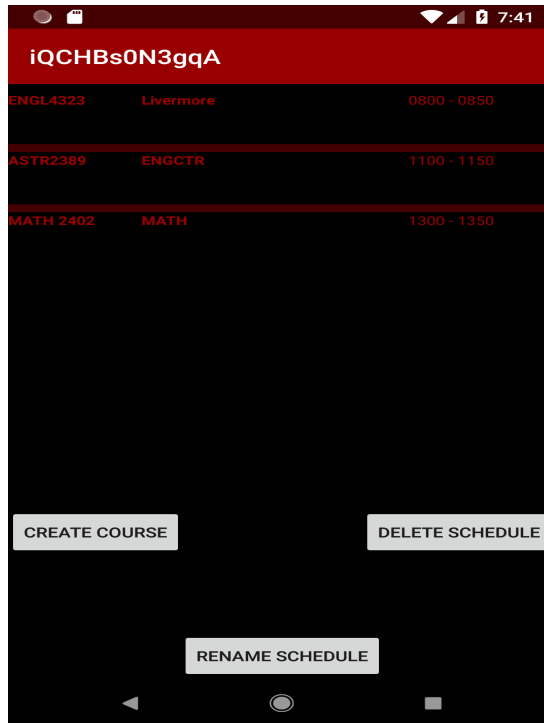 7:41
iQCHBs0N3gqA
ENGL4323 Livermore 0800 - 0850
ASTR2389 ENGCTR 1100 - 1150
MATH 2402 MATH 1300 - 1350
CREATE COURSE DELETE SCHEDULE
RENAME SCHEDULE